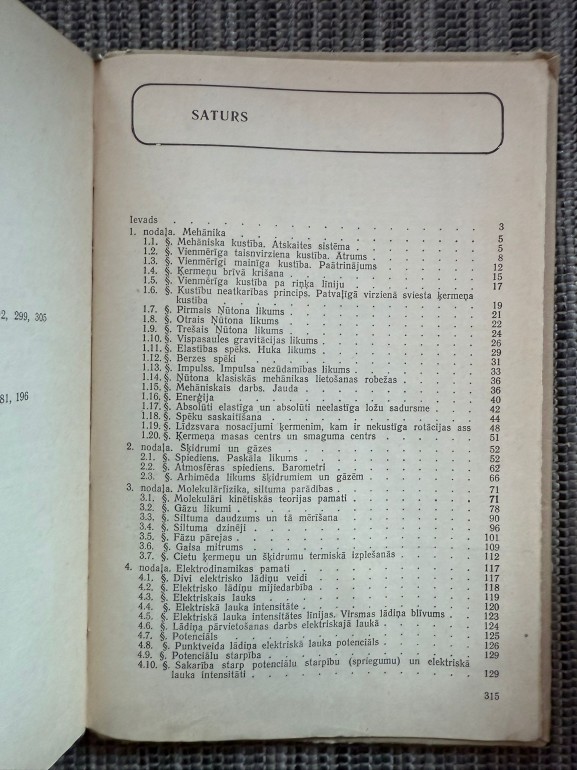 2, 299, 305
81, 196
SATURS
Ievads . . . 3
1. nodaļa. Mehānika . . . 5
1.1. §. Mehāniska kustība. Atskaites sistēma . . . 5
1.2. §. Vienmērīga taisnvirziena kustība. Ātrums . . . 8
1.3. §. Vienmērīgi mainīga kustība. Paātrinājums . . . 12
1.4. §. Ķermeņu brīvā krišana . . . 15
1.5. §. Vienmērīga kustība pa riņķa līniju . . . 17
1.6. §. Kustību neatkarības princips. Patvaļīgā virzienā sviesta ķermeņa
kustība . . . 19
1.7. §. Pirmais Ņūtona likums . . . 21
1.8. §. Otrais Ņūtona likums . . . 22
1.9. §. Trešais Ņūtona likums . . . 24
1.10. §. Vispasaules gravitācijas likums . . . 26
1.11. §. Elastības spēks. Huka likums . . . 29
1.12. §. Berzes spēki . . . 31
1.13. §. Impulss. Impulsa nezūdamības likums . . . 33
1.14. §. Ņūtona klasiskās mehānikas lietošanas robežas . . . 36
1.15. §. Mehāniskais darbs. Jauda . . . 36
1.16. §. Enerģija . . . 40
1.17. §. Absolūti elastīga un absolūti neelastīga ložu sadursme . . . 42
1.18. §. Spēku saskaitīšana . . . 44
1.19. §. Līdzsvara nosacījumi ķermenim, kam ir nekustīga rotācijas ass 48
1.20. §. Ķermeņa masas centrs un smaguma centrs . . . 51
2. nodaļa. Šķidrumi un gāzes . . . 52
2.1. §. Spiediens. Paskāla likums . . . 52
2.2. §. Atmosfēras spiediens. Barometri . . . 62
2.3. §. Arhimēda likums šķidrumiem un gāzēm . . . 66
3. nodaļa. Molekulārfizika, siltuma parādības . . . 71
3.1. §. Molekulāri kinētiskās teorijas pamati . . . 71
3.2. §. Gāzu likumi . . . 78
3.3. §. Siltuma daudzums un tā mērīšana . . . 90
3.4. §. Siltuma dzinēji . . . 96
3.5. §. Fāzu pārejas . . . 101
3.6. §. Gaisa mitrums . . . 109
3.7. §. Cietu ķermeņu un šķidrumu termiskā izplešanās . . . 112
4. nodaļa. Elektrodinamikas pamati . . . 117
4.1. §. Divi elektrisko lādiņu veidi . . . 117
4.2. §. Elektrisko lādiņu mijiedarbība . . . 118
4.3. §. Elektriskais lauks . . . 119
4.4. §. Elektriskā lauka intensitāte . . . 120
4.5. §. Elektriskā lauka intensitātes līnijas. Virsmas lādiņa blīvums . . . 123
4.6. §. Lādiņa pārvietošanas darbs elektriskajā laukā . . . 124
4.7. §. Potenciāls . . . 125
4.8. §. Punktveida lādiņa elektriskā lauka potenciāls . . . 126
4.9. §. Potenciālu starpība . . . 129
4.10. §. Sakarība starp potenciālu starpību (spriegumu) un elektriskā
lauka intensitāti . . . 129
315